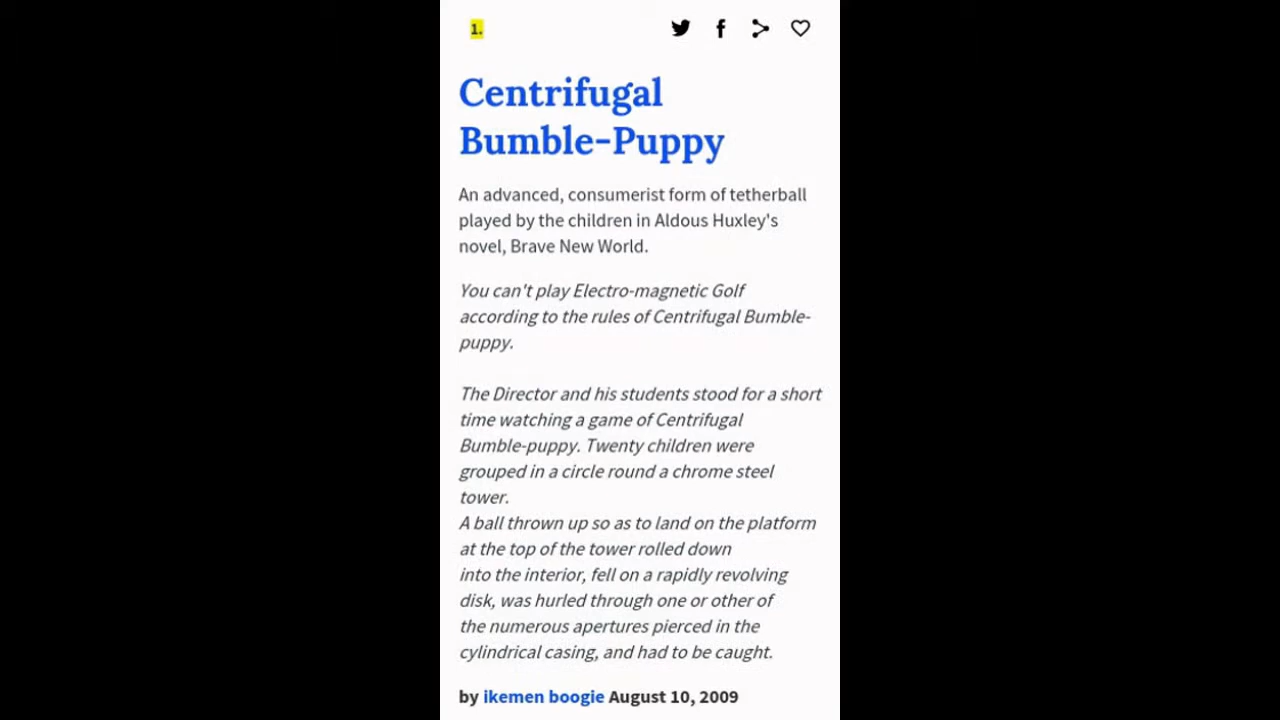 1.
Centrifugal
Bumble-Puppy
An advanced, consumerist form of tetherball
played by the children in Aldous Huxley's
novel, Brave New World.
You can't play Electro-magnetic Golf
according to the rules of Centrifugal Bumble-
puppy.
The Director and his students stood for a short
time watching a game of Centrifugal
Bumble-puppy. Twenty children were
grouped in a circle round a chrome steel
tower.
A ball thrown up so as to land on the platform
at the top of the tower rolled down
into the interior, fell on a rapidly revolving
disk, was hurled through one or other of
the numerous apertures pierced in the
cylindrical casing, and had to be caught.
by ikemen boogie August 10, 2009